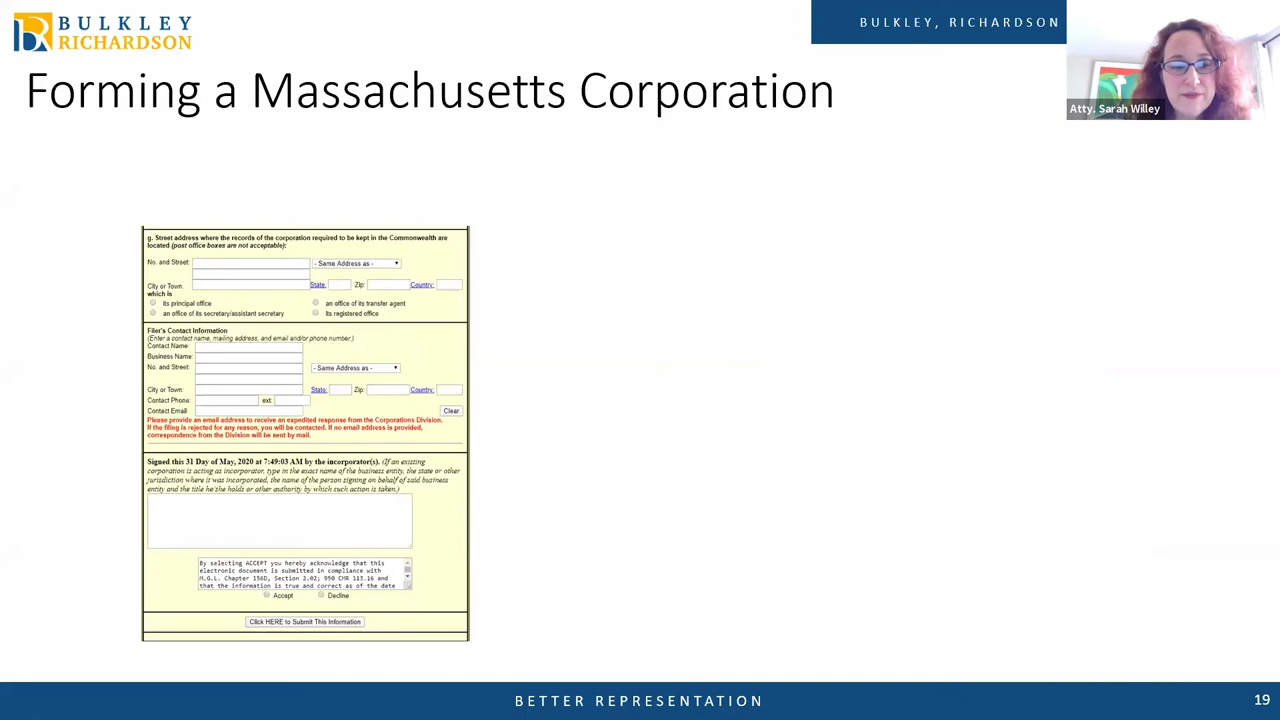 BULKLEY
RICHARDSON
BULKLEY, RICHARDSON
Atty. Sarah Willey
Forming a Massachusetts Corporation
g. Street address where the records of the corporation required to be kept in the Commonwealth are
located (post office boxes are not acceptable):
No. and Street:
- Same Address as -
City or Town:
State:
Zip:
Country:
which is
its principal office
an office of its transfer agent
an office of its secretary/assistant secretary
its registered office
Filer's Contact Information
(Enter a contact name, mailing address, and email and/or phone number.)
Contact Name
Business Name:
No. and Street:
- Same Address as -
City or Town:
State:
Zip:
Country:
Contact Phone:
ext:
Contact Email
Clear
Please provide an email address to receive an expedited response from the Corporations Division.
If the filing is rejected for any reason, you will be contacted. If no email address is provided,
correspondence from the Division will be sent by mail.
Signed this 31 Day of May, 2020 at 7:49:03 AM by the incorporator(s). (If an existing
corporation is acting as incorporator, type in the exact name of the business entity, the state or other
jurisdiction where it was incorporated, the name of the person signing on behalf of said business
entity and the title he/she holds or other authority by which such action is taken.)
By selecting ACCEPT you hereby acknowledge that this
electronic document is submitted in compliance with
M.G.L. Chapter 156D, Section 2.02; 950 CMR 113.16 and
that the information is true and correct as of the date
Accept
Decline
Click HERE to Submit This Information
BETTER REPRESENTATION
19